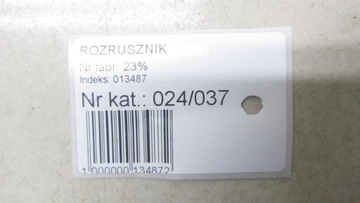 ROZRUSZNIK
Nr fabr. 23%
Indeks: 013487
Nr kat.: 024/037
1 000000 134872